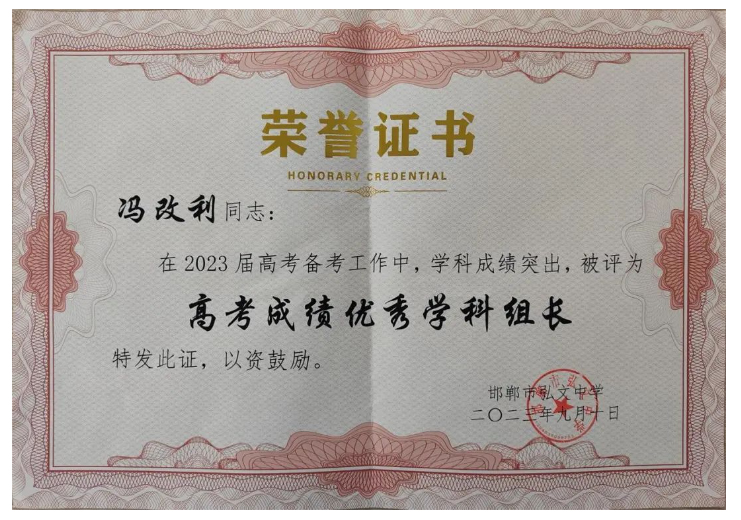 荣誉证书
HONORARY CREDENTIAL
冯改利同志：
在2023届高考备考工作中，学科成绩突出，被评为
高考成绩优秀学科组长
特发此证，以资鼓励。
邯郸市弘文中学
二〇二三年九月十日